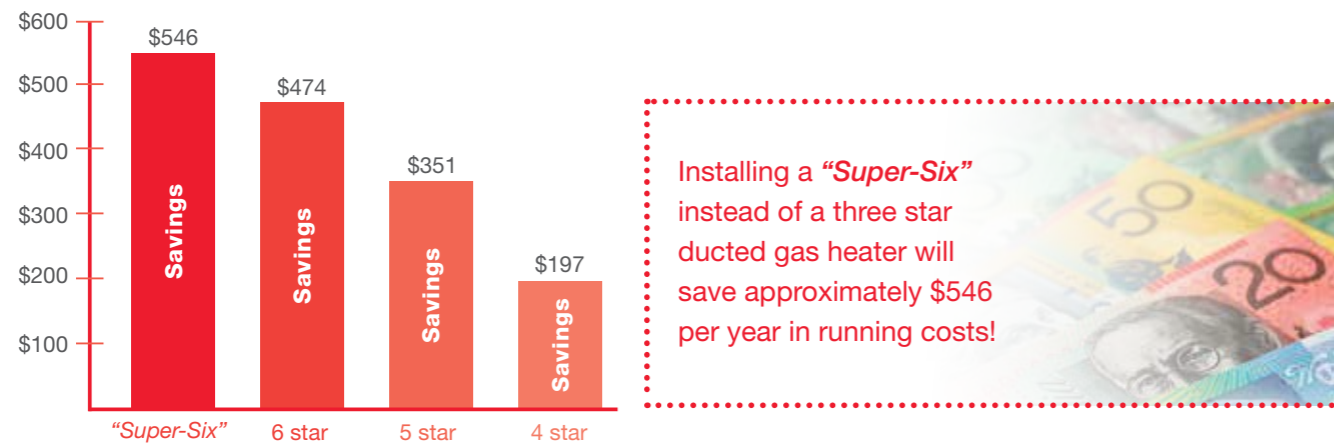 $600
$500
$400
$300
$200
$100
$546
$474
$351
$197
Savings
Savings
Savings
Savings
“Super-Six”
6 star
5 star
4 star
Installing a “Super-Six”
instead of a three star
ducted gas heater will
save approximately $546
per year in running costs!
50
20